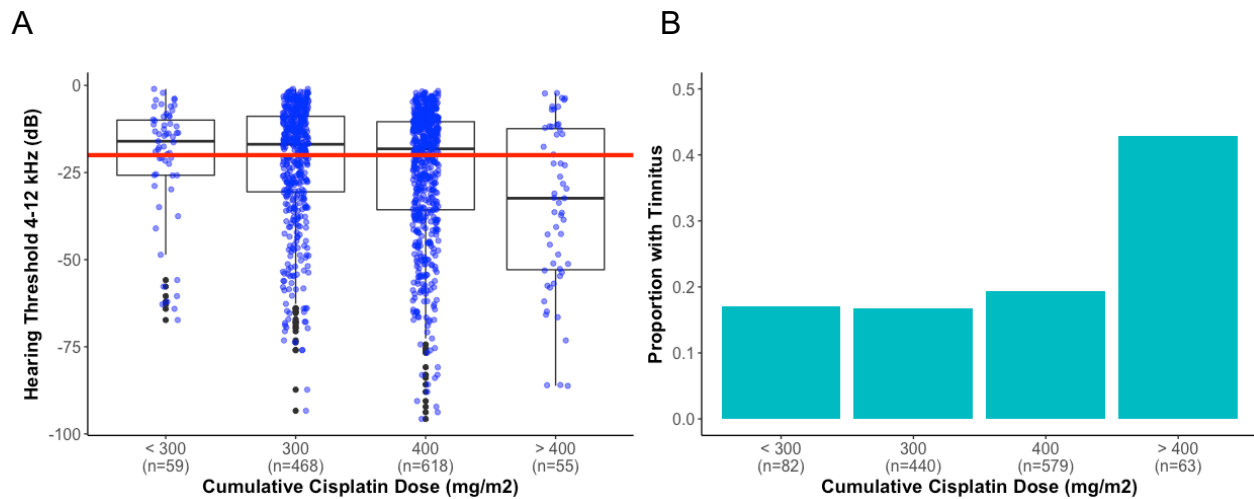 A
Hearing Threshold 4-12 kHz (dB)
0
-25
-50
-75
-100
< 300
(n=59)
300
(n=468)
400
(n=618)
> 400
(n=55)
Cumulative Cisplatin Dose (mg/m2)
B
Proportion with Tinnitus
0.5
0.4
0.3
0.2
0.1
0.0
< 300
(n=82)
300
(n=440)
400
(n=579)
> 400
(n=63)
Cumulative Cisplatin Dose (mg/m2)